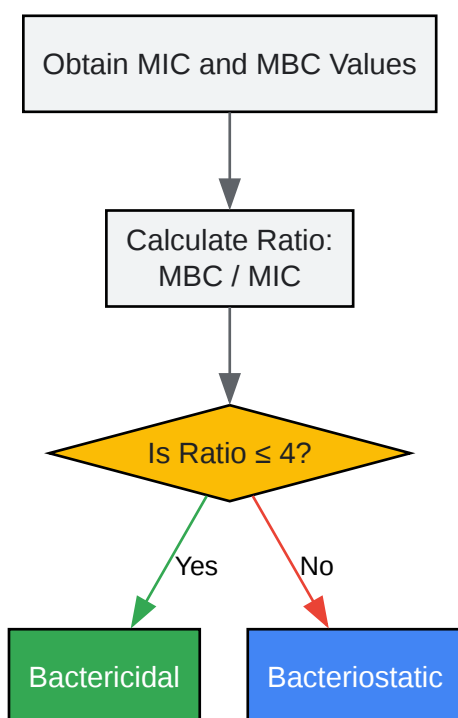 Obtain MIC and MBC Values
Calculate Ratio:
MBC / MIC
Is Ratio ≤ 4?
Yes
No
Bactericidal
Bacteriostatic